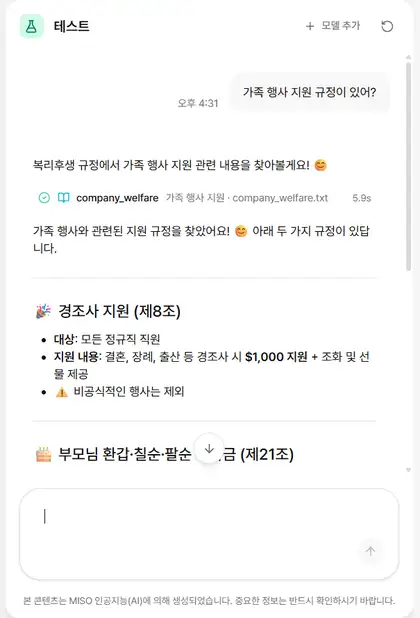 테스트
+ 모델 추가
가족 행사 지원 규정이 있어?
오후 4:31
복리후생 규정에서 가족 행사 지원 관련 내용을 찾아볼게요! 😊
company_welfare 가족 행사 지원 · company_welfare.txt 5.9s
가족 행사와 관련된 지원 규정을 찾았어요! 😊 아래 두 가지 규정이 있답
니다.
🎉 경조사 지원 (제8조)
• 대상: 모든 정규직 직원
• 지원 내용: 결혼, 장례, 출산 등 경조사 시 $1,000 지원 + 조화 및 선
물 제공
• ⚠️ 비공식적인 행사는 제외
🎂 부모님 환갑·칠순·팔순 금 (제21조)
본 콘텐츠는 MISO 인공지능(AI)에 의해 생성되었습니다. 중요한 정보는 반드시 확인하시기 바랍니다.